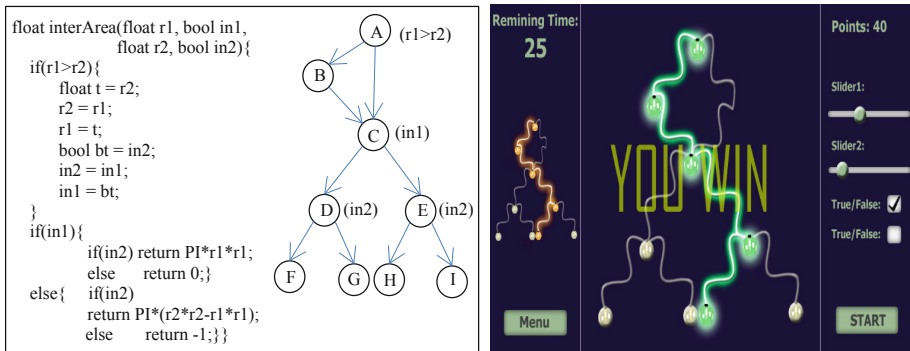 float interArea(float r1, bool in1,
float r2, bool in2){
if(r1>r2){
float t = r2;
r2 = r1;
r1 = t;
bool bt = in2;
in2 = in1;
in1 = bt;
}
if(in1){
if(in2) return PI*r1*r1;
else return 0;}
else{ if(in2)
return PI*(r2*r2-r1*r1);
else return -1;}}
A (r1>r2)
B
C (in1)
D (in2) E (in2)
F G H I
Remining Time:
25
Menu
YOU WIN
Points: 40
Slider1:
Slider2:
True/False:
True/False:
START